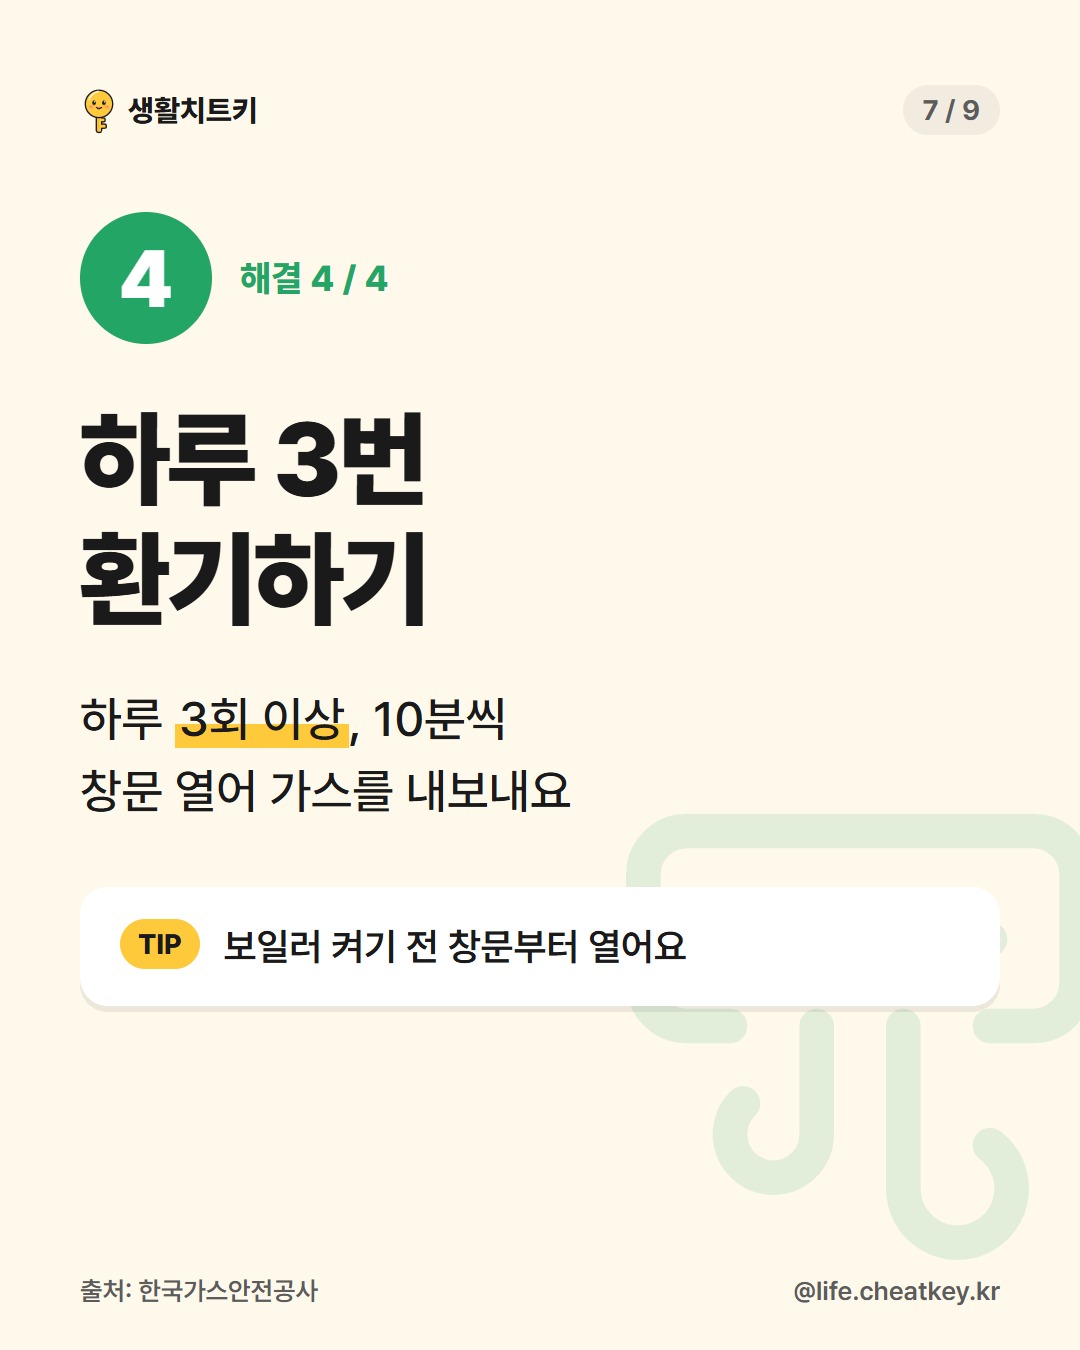 생활치트키
7 / 9
4
해결 4 / 4
하루 3번
환기하기
하루 3회 이상, 10분씩
창문 열어 가스를 내보내요
TIP 보일러 켜기 전 창문부터 열어요
출처: 한국가스안전공사
@life.cheatkey.kr